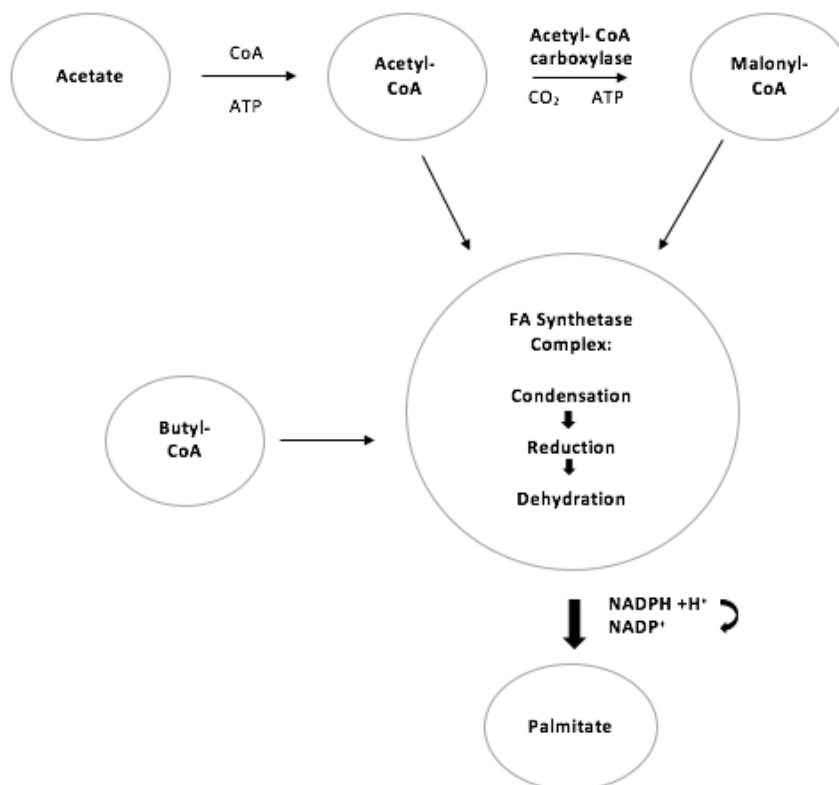 Acetate
CoA
ATP
Acetyl-
CoA
Acetyl- CoA
carboxylase
CO₂ ATP
Malonyl-
CoA
FA Synthetase
Complex:
Condensation
Reduction
Dehydration
Butyl-
CoA
NADPH +H⁺
NADP⁺
Palmitate